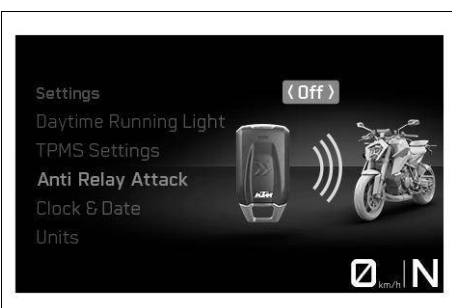 Settings
‹ Off ›
Daytime Running Light
TPMS Settings
Anti Relay Attack
Clock & Date
Units
KTM
0 km/h N